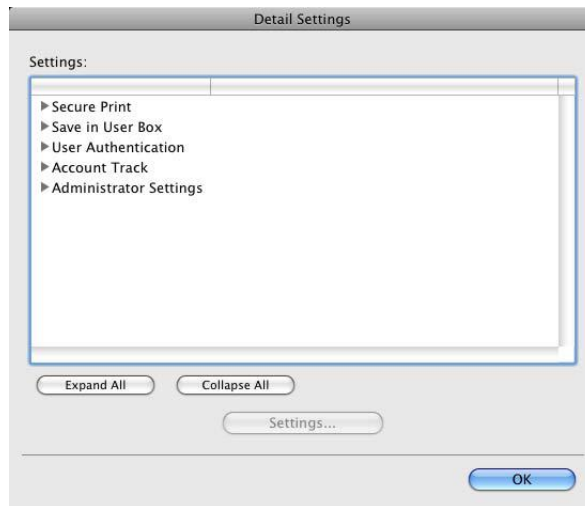 Detail Settings
Settings:
Secure Print
Save in User Box
User Authentication
Account Track
Administrator Settings
Expand All Collapse All
Settings...
OK